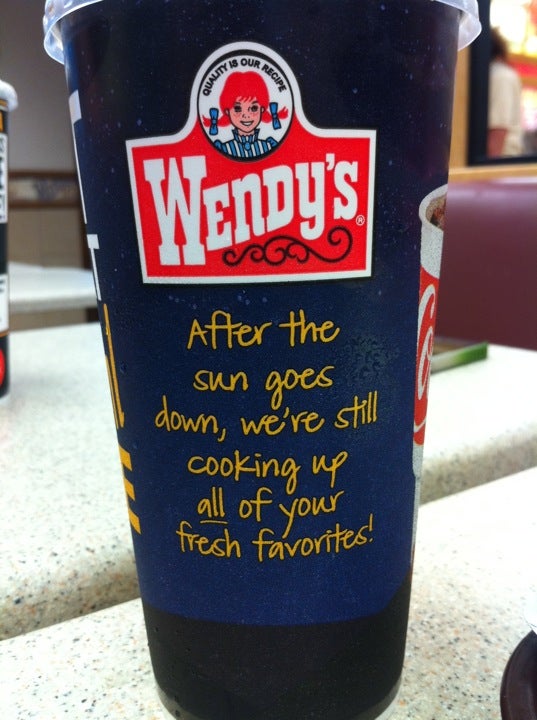 QUALITY IS OUR RECIPE
WENDY'S®
After the
sun goes
down, we're still
cooking up
all of your
fresh favorites!